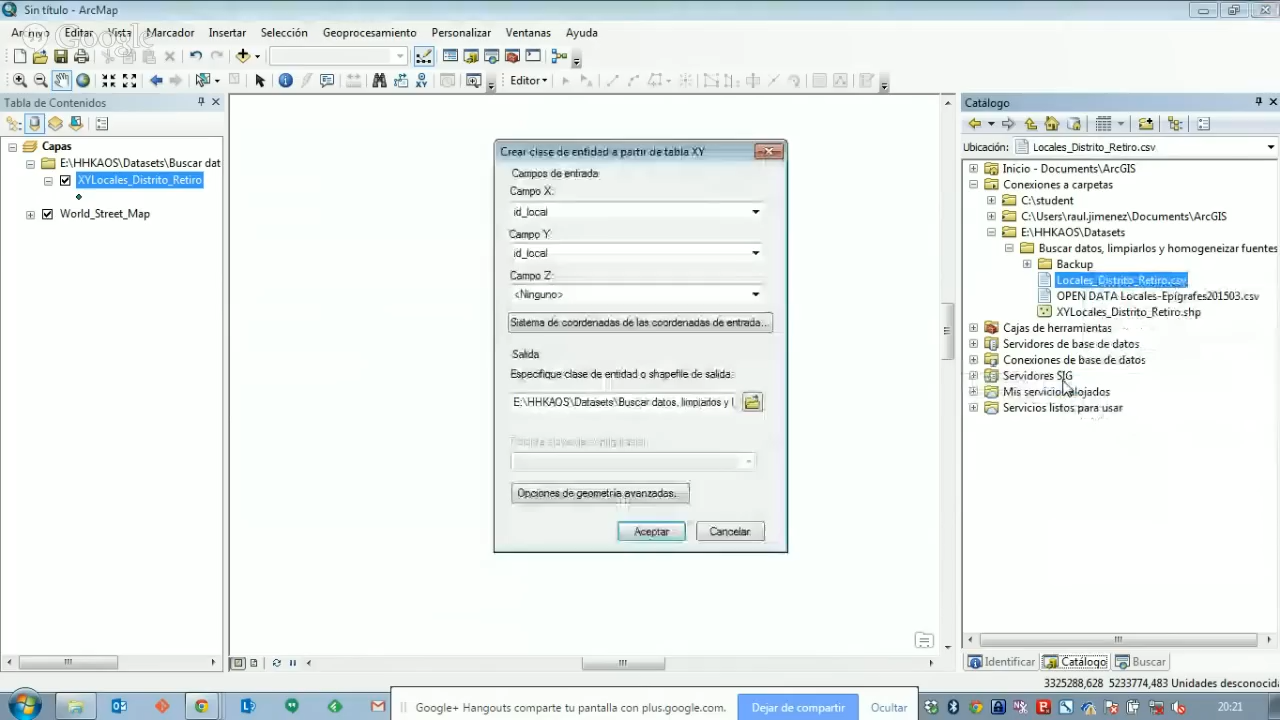 Sin título - ArcMap
Archivo Editar Vista Marcador Insertar Selección Geoprocesamiento Personalizar Ventanas Ayuda
Google
Editor
Tabla de Contenidos
Catálogo
Ubicación: Locales_Distrito_Retiro.csv
Capas
E:\HHKAOS\Datasets\Buscar dat
XYLocales_Distrito_Retiro
World_Street_Map
Crear clase de entidad a partir de tabla XY
Campos de entrada
Campo X:
id_local
Campo Y:
id_local
Campo Z:
<Ninguno>
Sistema de coordenadas de las coordenadas de entrada...
Salida
Especifique clase de entidad o shapefile de salida:
E:\HHKAOS\Datasets\Buscar datos, limpiarlos y l
Opciones de geometría avanzadas...
Aceptar Cancelar
Inicio - Documents\ArcGIS
Conexiones a carpetas
C:\student
C:\Users\raul.jimenez\Documents\ArcGIS
E:\HHKAOS\Datasets
Buscar datos, limpiarlos y homogeneizar fuentes
Backup
Locales_Distrito_Retiro.csv
OPEN DATA Locales-Epigrafes201503.csv
XYLocales_Distrito_Retiro.shp
Cajas de herramientas
Servidores de base de datos
Conexiones de base de datos
Servidores SIG
Mis servicios alojados
Servicios listos para usar
Identificar Catálogo Buscar
3325288,628 5233774,483 Unidades desconocida
Google+ Hangouts comparte tu pantalla con plus.google.com. Dejar de compartir Ocultar
20:21